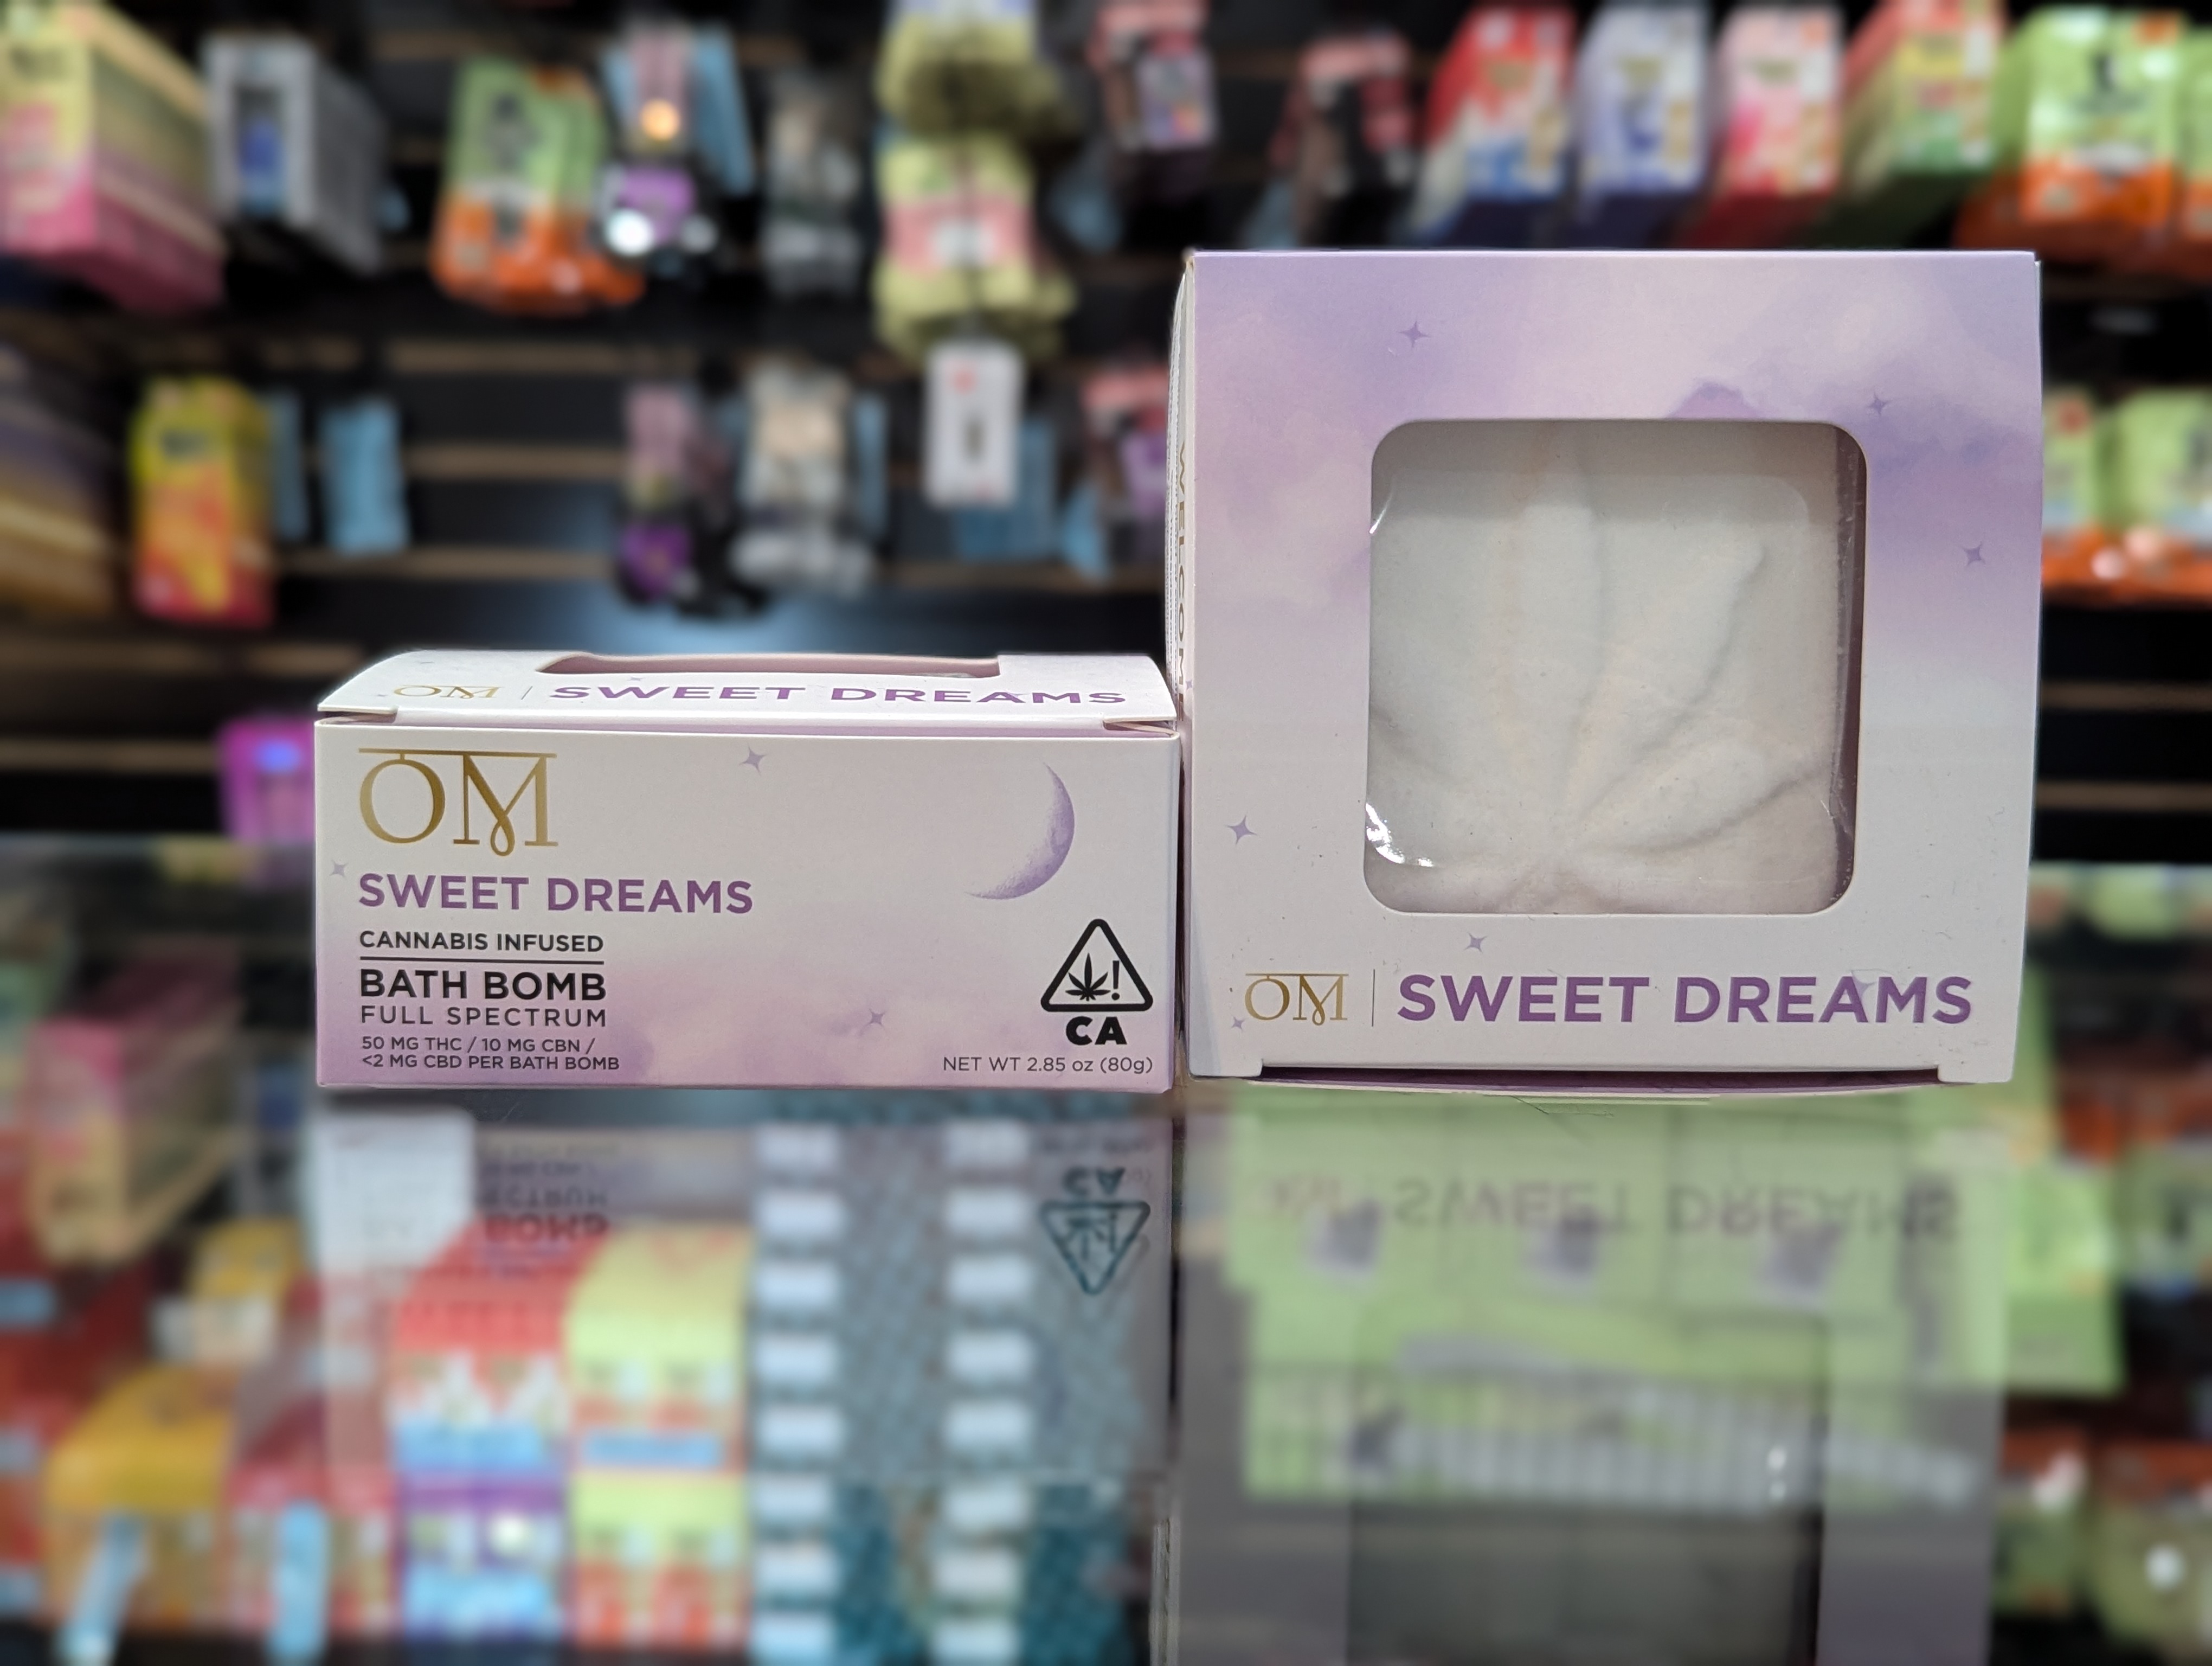 OM | SWEET DREAMS
OM
SWEET DREAMS
CANNABIS INFUSED
BATH BOMB
FULL SPECTRUM
50 MG THC / 10 MG CBN /
<2 MG CBD PER BATH BOMB
CA
NET WT 2.85 oz (80g)
OM | SWEET DREAMS